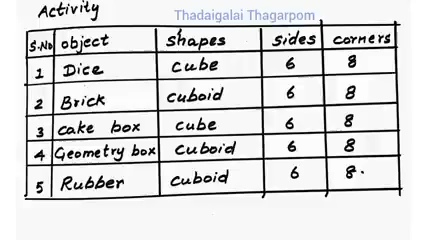 Activity
Thadaigalai Thagarpom
S.No object shapes sides corners
1 Dice cube 6 8
2 Brick cuboid 6 8
3 cake box cube 6 8
4 Geometry box cuboid 6 8
5 Rubber cuboid 6 8.